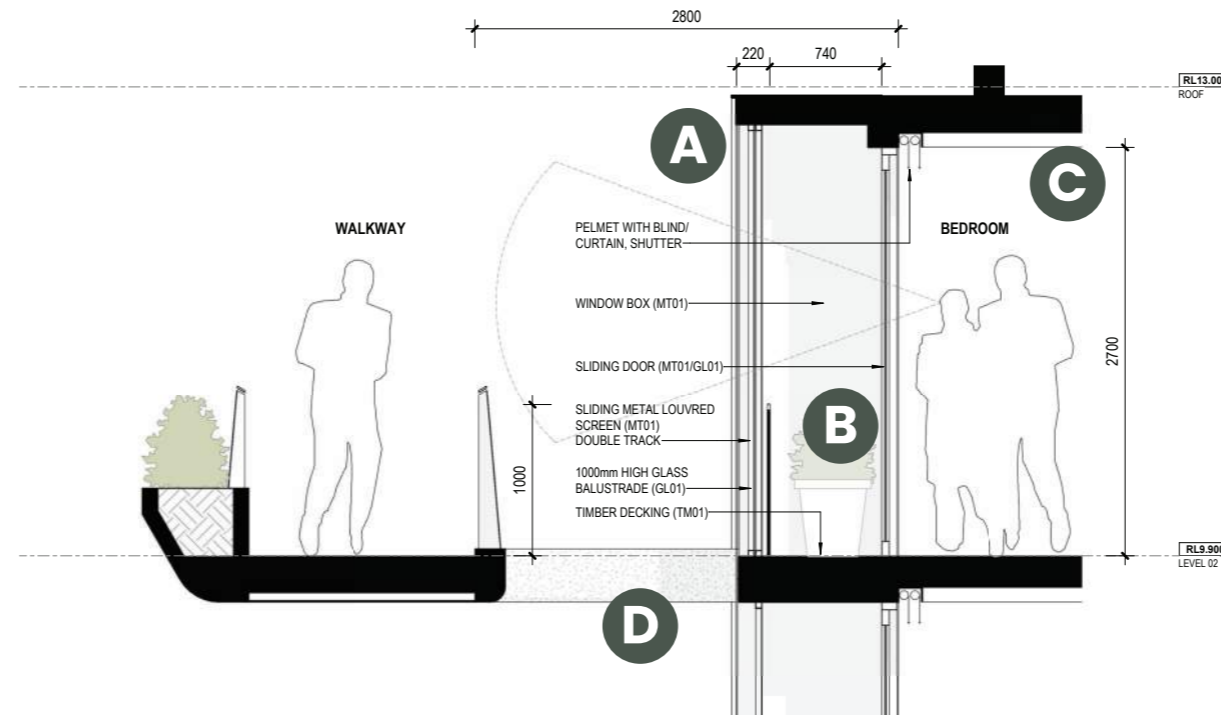 2800
220
740
RL13.00
ROOF
A
C
WALKWAY
PELMET WITH BLIND/
CURTAIN, SHUTTER
BEDROOM
WINDOW BOX (MT01)
2700
SLIDING DOOR (MT01/GL01)
SLIDING METAL LOUVRED
SCREEN (MT01)
DOUBLE TRACK
B
1000
1000mm HIGH GLASS
BALUSTRADE (GL01)
TIMBER DECKING (TM01)
RL9.900
LEVEL 02
D